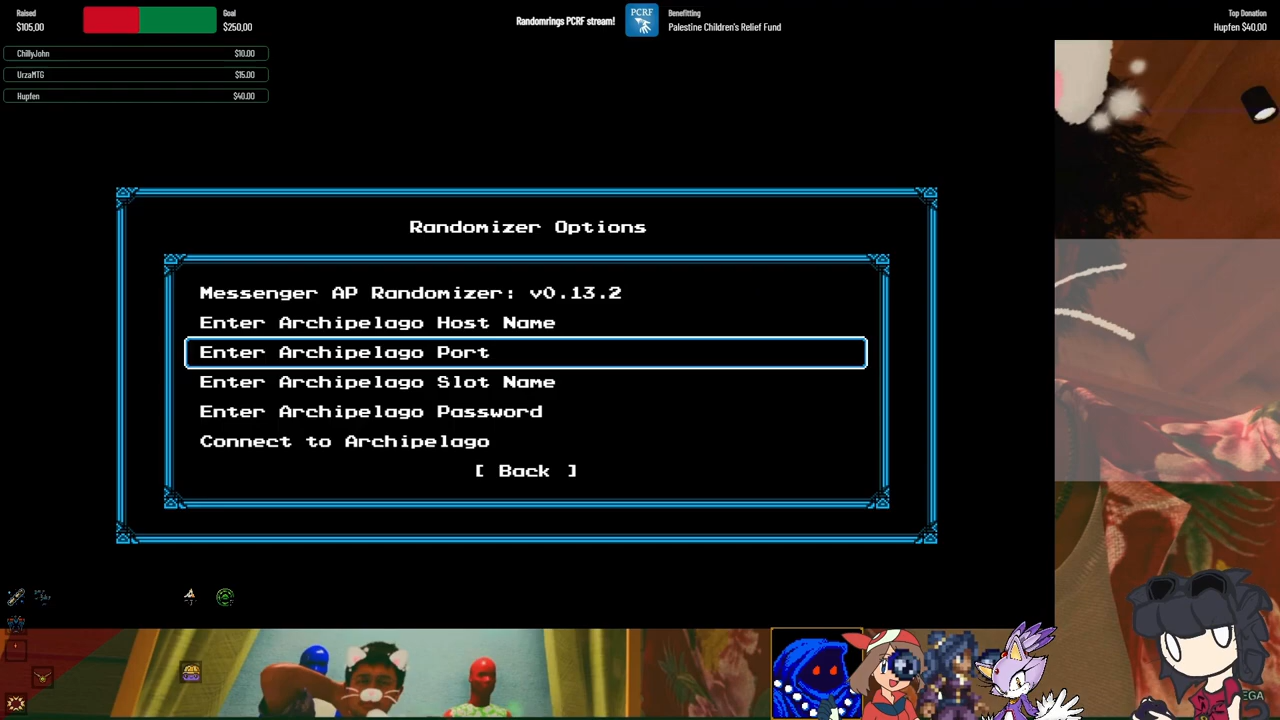 Raised
$105,00
Goal
$250,00
Randomrings PCRF stream!
PCRF
Benefitting
Palestine Children's Relief Fund
Top Donation
Hupfen $40,00
ChillyJohn $10.00
UrzaMTG $15.00
Hupfen $40.00
Randomizer Options
Messenger AP Randomizer: v0.13.2
Enter Archipelago Host Name
Enter Archipelago Port
Enter Archipelago Slot Name
Enter Archipelago Password
Connect to Archipelago
[ Back ]